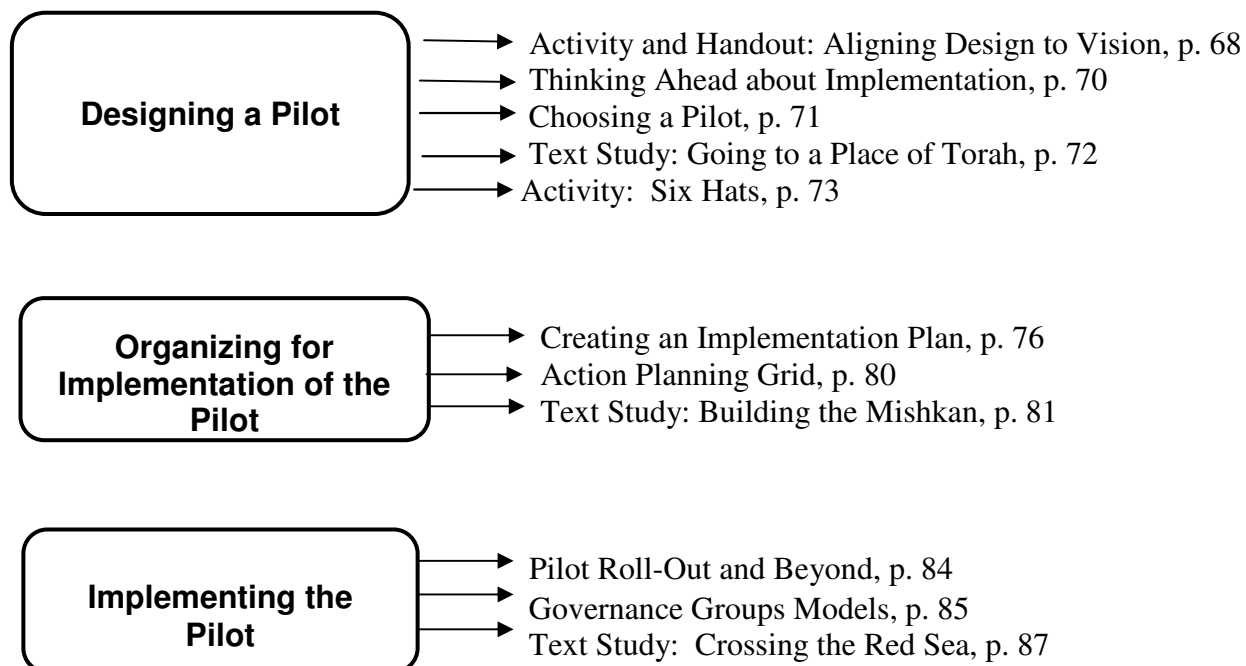 Designing a Pilot
Activity and Handout: Aligning Design to Vision, p. 68
Thinking Ahead about Implementation, p. 70
Choosing a Pilot, p. 71
Text Study: Going to a Place of Torah, p. 72
Activity: Six Hats, p. 73
Organizing for
Implementation of the
Pilot
Creating an Implementation Plan, p. 76
Action Planning Grid, p. 80
Text Study: Building the Mishkan, p. 81
Implementing the
Pilot
Pilot Roll-Out and Beyond, p. 84
Governance Groups Models, p. 85
Text Study: Crossing the Red Sea, p. 87